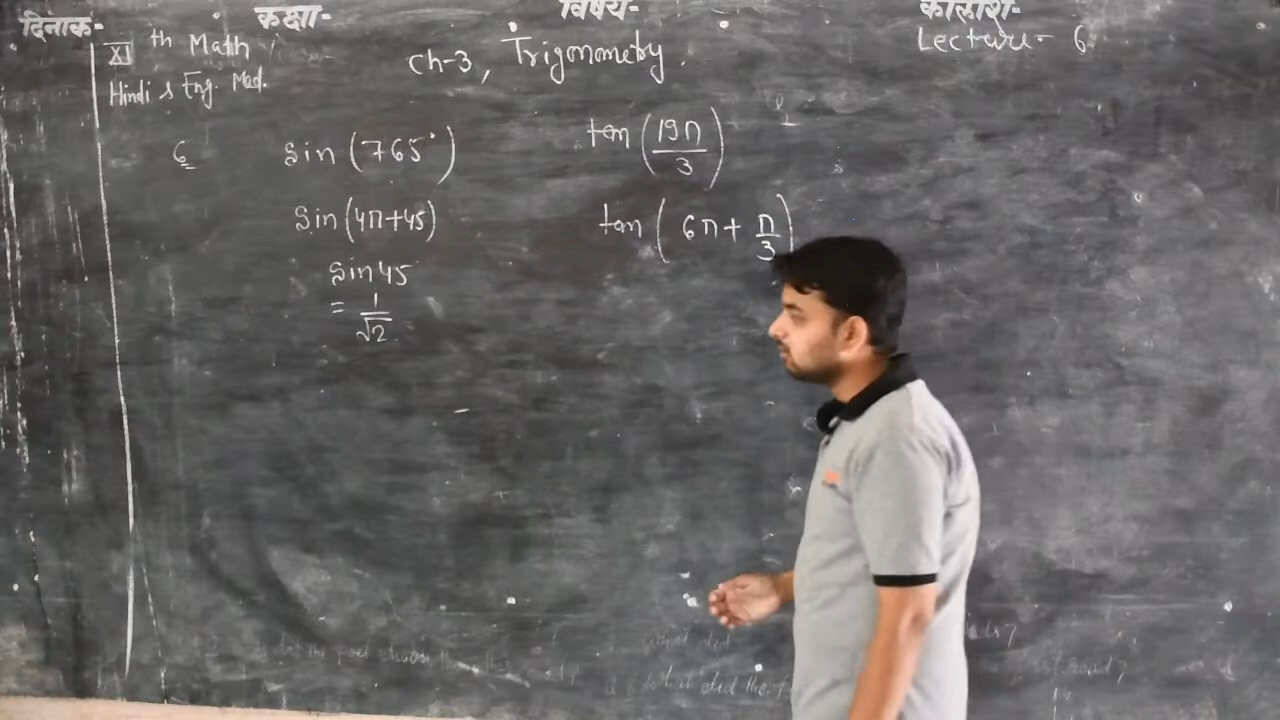 दिनाक- कक्षा- विषय- कालांश-
XI th Math Ch-3, Trigonometry. Lecture- 6
Hindi & Eng. Med.
6 Sin (765°) tan (19π/3)
Sin (4π+45) tan (6π+ π/3)
Sin 45
= 1/√2